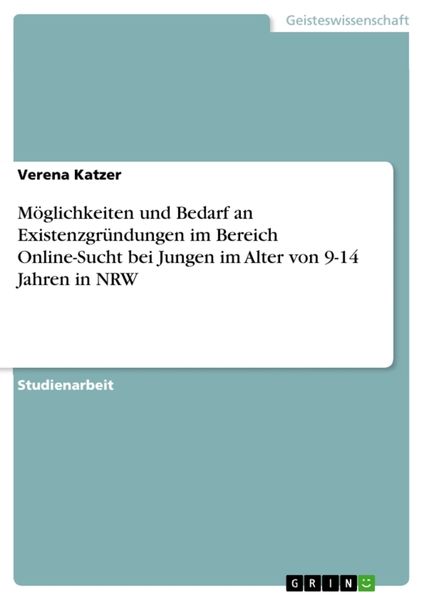 Geisteswissenschaft
Verena Katzer
Möglichkeiten und Bedarf an
Existenzgründungen im Bereich
Online-Sucht bei Jungen im Alter von 9-14
Jahren in NRW
Studienarbeit
GRIN